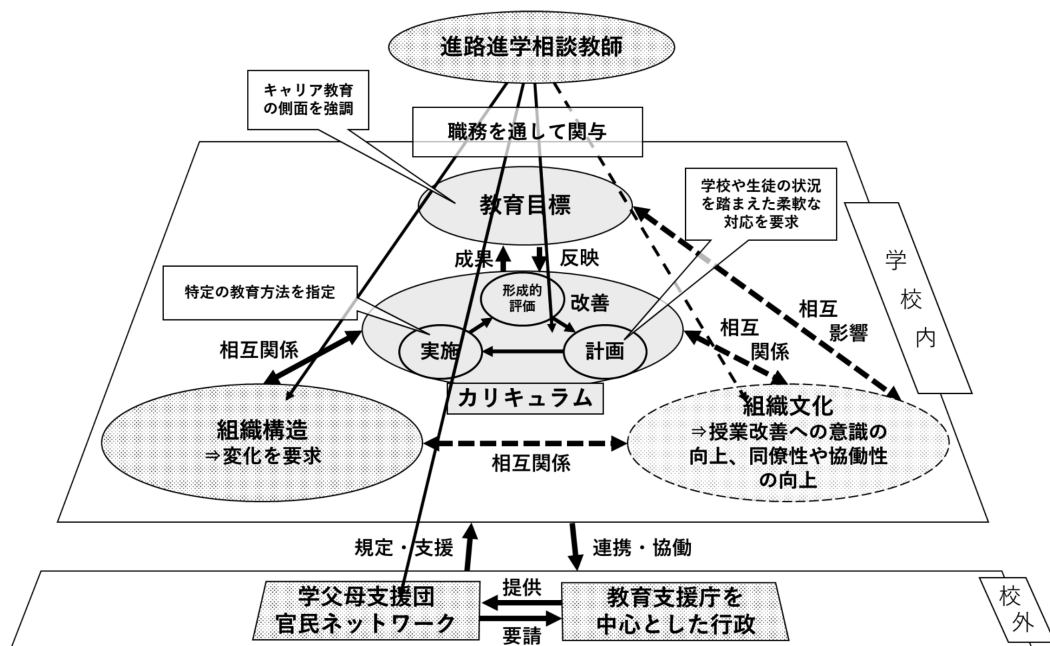 進路進学相談教師
キャリア教育
の側面を強調
職務を通して関与
教育目標
学校や生徒の状況
を踏まえた柔軟な
対応を要求
学校内
成果
反映
特定の教育方法を指定
形成的
評価
改善
実施
計画
カリキュラム
相互関係
相互
関係
相互
影響
組織構造
⇒変化を要求
相互関係
組織文化
⇒授業改善への意識の
向上、同僚性や協働性
の向上
規定・支援
連携・協働
校外
学父母支援団
官民ネットワーク
提供
要請
教育支援庁を
中心とした行政